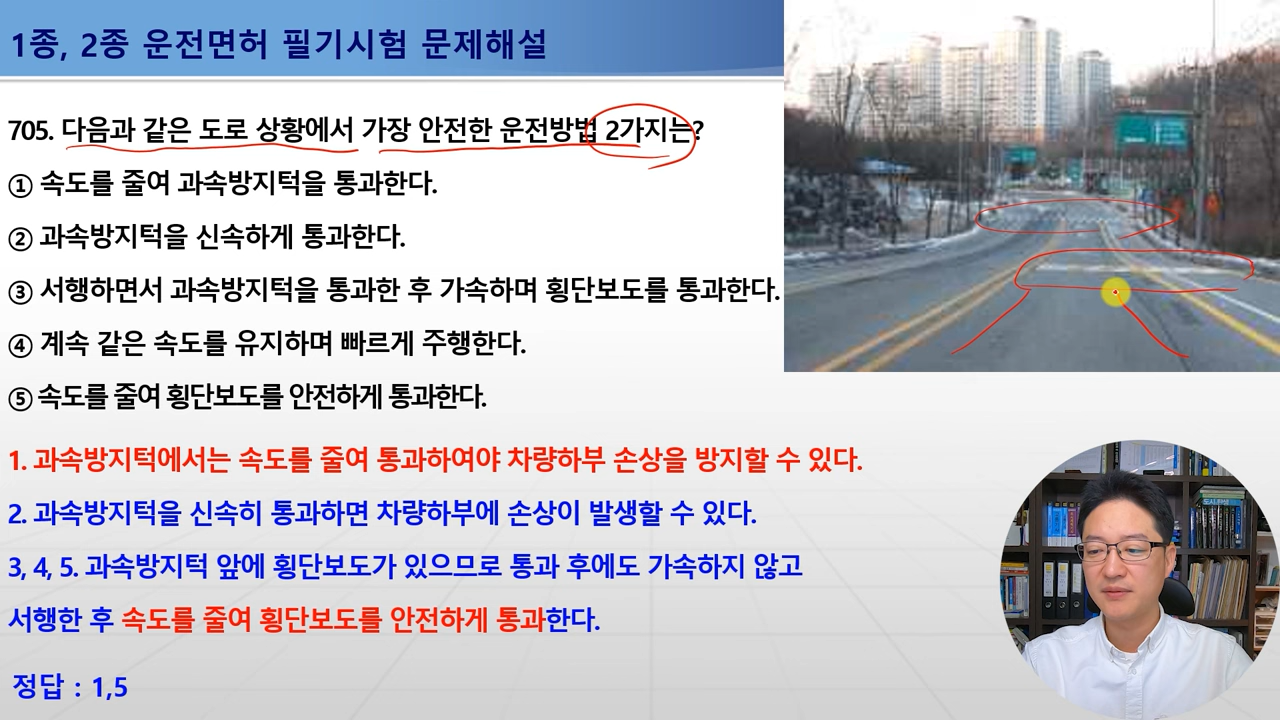 1종, 2종 운전면허 필기시험 문제해설
705. 다음과 같은 도로 상황에서 가장 안전한 운전방법 2가지는?
① 속도를 줄여 과속방지턱을 통과한다.
② 과속방지턱을 신속하게 통과한다.
③ 서행하면서 과속방지턱을 통과한 후 가속하며 횡단보도를 통과한다.
④ 계속 같은 속도를 유지하며 빠르게 주행한다.
⑤ 속도를 줄여 횡단보도를 안전하게 통과한다.
1. 과속방지턱에서는 속도를 줄여 통과하여야 차량하부 손상을 방지할 수 있다.
2. 과속방지턱을 신속히 통과하면 차량하부에 손상이 발생할 수 있다.
3, 4, 5. 과속방지턱 앞에 횡단보도가 있으므로 통과 후에도 가속하지 않고
서행한 후 속도를 줄여 횡단보도를 안전하게 통과한다.
정답 : 1,5